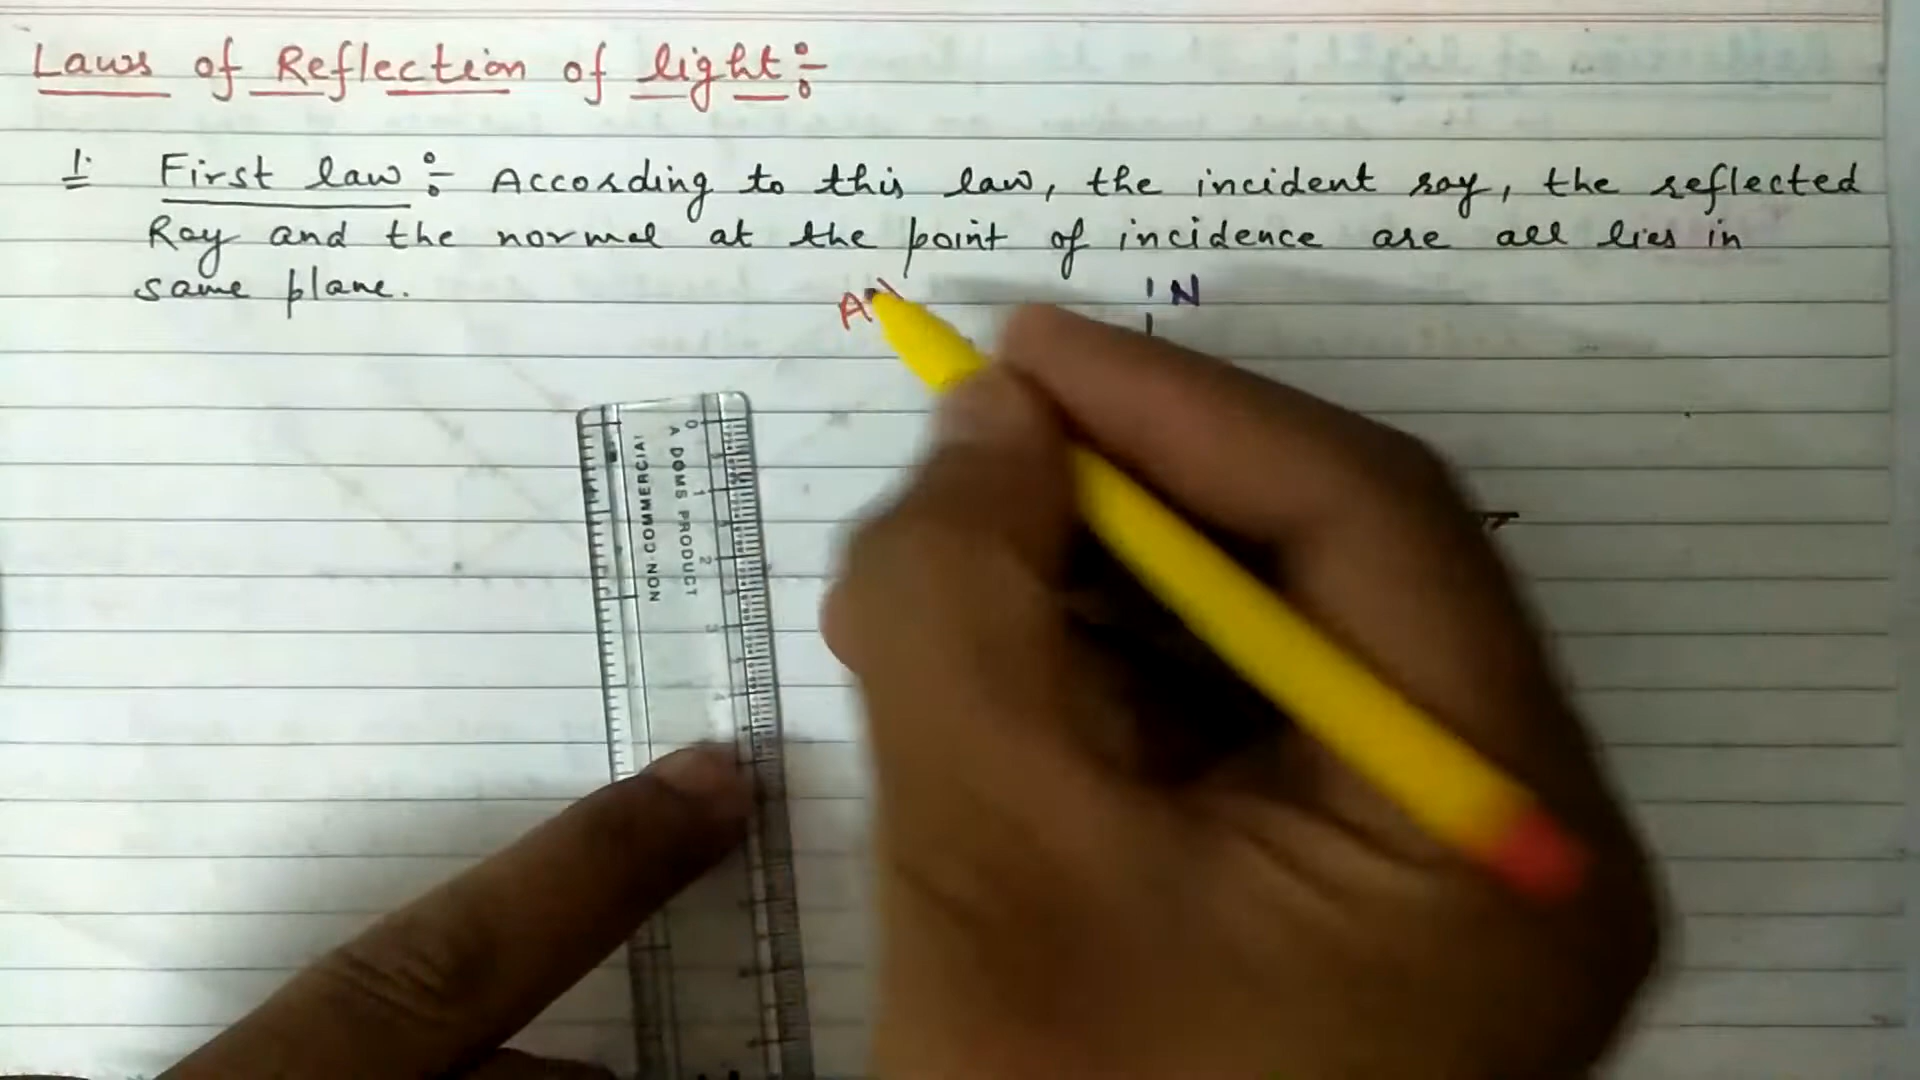 Laws of Reflection of light:-
1. First law:- According to this law, the incident ray, the reflected
Ray and the normal at the point of incidence are all lies in
same plane.
A
N
NON-COMMERCIAL
A DOMS PRODUCT
0 1 2 3 4